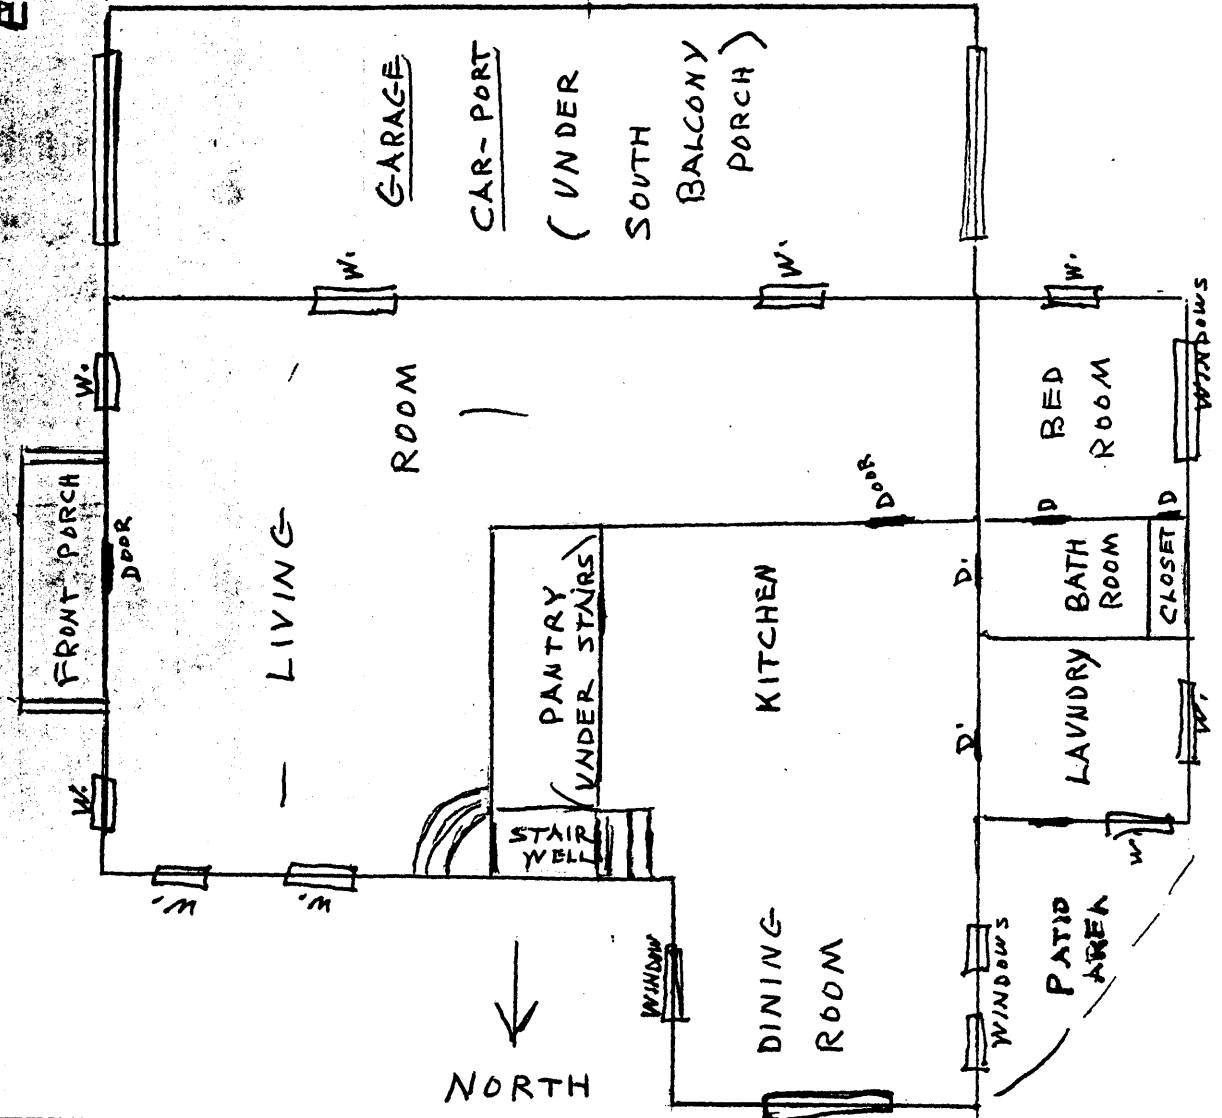 E
GARAGE
CAR-PORT
(UNDER
SOUTH
BALCONY
PORCH)
W.
W.
W.
W.
WINDOWS
LIVING
ROOM
BED
ROOM
FRONT PORCH
DOOR
DOOR
D
D
PANTRY
(UNDER STAIRS)
KITCHEN
D'
D'
BATH
ROOM
CLOSET
LAUNDRY
W.
W.
STAIR
WELL
W.
W.
W.
WINDOW
DINING
ROOM
WINDOWS
PATIO
AREA
NORTH